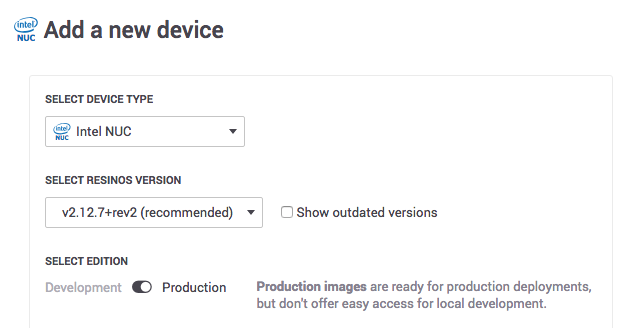 intel
NUC
Add a new device
SELECT DEVICE TYPE
intel
NUC
Intel NUC
SELECT RESINOS VERSION
v2.12.7+rev2 (recommended)
Show outdated versions
SELECT EDITION
Development
Production
Production images are ready for production deployments,
but don't offer easy access for local development.